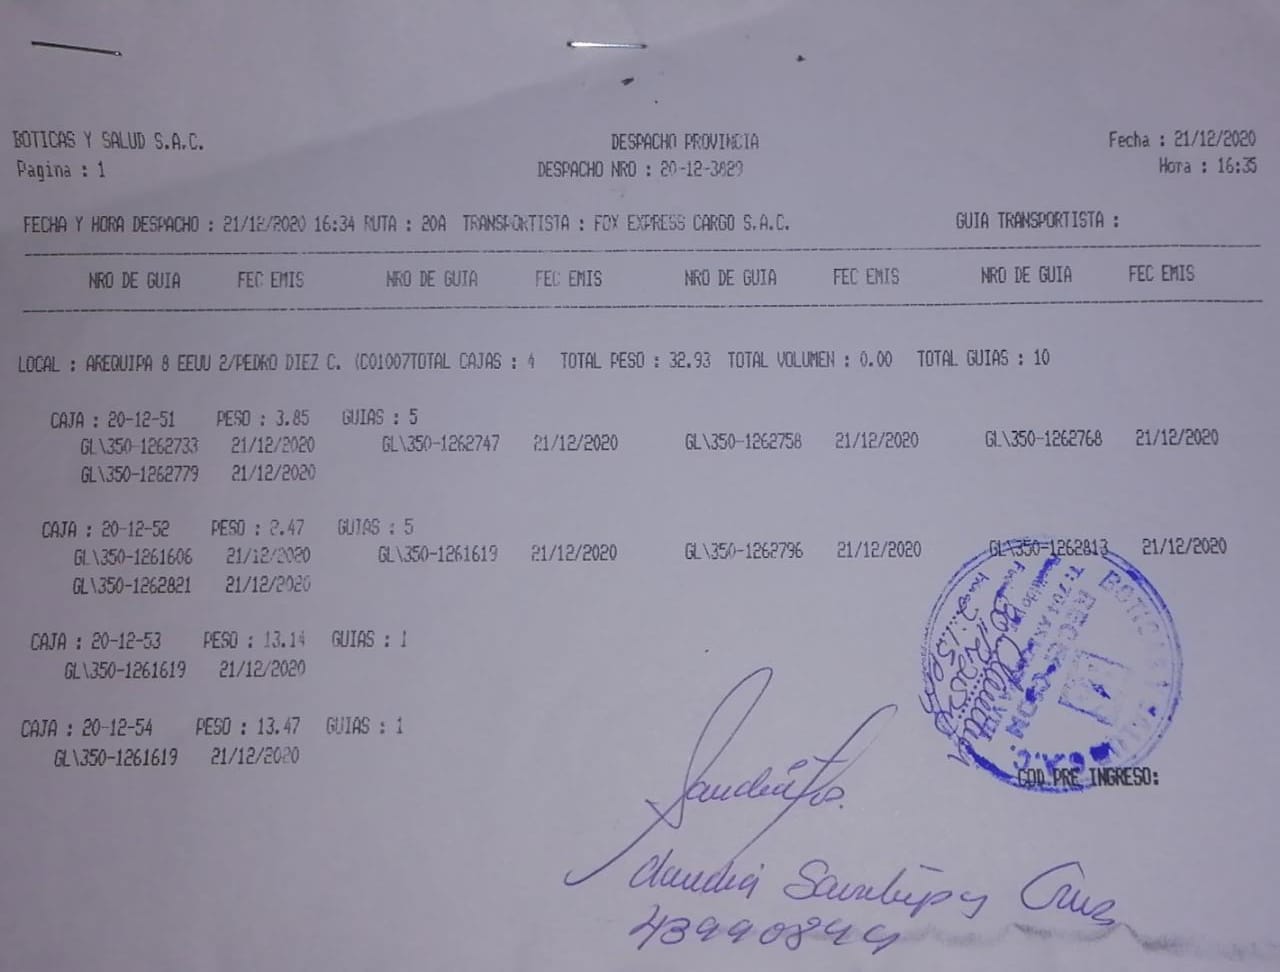 BOTICAS Y SALUD S.A.C. DESPACHO PROVINCIA Fecha : 21/12/2020
Pagina : 1 DESPACHO NRO : 20-12-3829 Hora : 16:35
FECHA Y HORA DESPACHO : 21/12/2020 16:34 RUTA : 20A TRANSPORTISTA : FOX EXPRESS CARGO S.A.C. GUIA TRANSPORTISTA :
NRO DE GUIA FEC EMIS NRO DE GUIA FEC EMIS NRO DE GUIA FEC EMIS NRO DE GUIA FEC EMIS
LOCAL : AREQUIPA 8 EEUU 2/PEDRO DIEZ C. (C01007TOTAL CAJAS : 4 TOTAL PESO : 32.93 TOTAL VOLUMEN : 0.00 TOTAL GUIAS : 10
CAJA : 20-12-51 PESO : 3.85 GUIAS : 5
GL\350-1262733 21/12/2020 GL\350-1262747 21/12/2020 GL\350-1262758 21/12/2020 GL\350-1262768 21/12/2020
GL\350-1262779 21/12/2020
CAJA : 20-12-52 PESO : 2.47 GUIAS : 5
GL\350-1261606 21/12/2020 GL\350-1261619 21/12/2020 GL\350-1262796 21/12/2020 GL\350-1262813 21/12/2020
GL\350-1262821 21/12/2020
CAJA : 20-12-53 PESO : 13.14 GUIAS : 1
GL\350-1261619 21/12/2020
CAJA : 20-12-54 PESO : 13.47 GUIAS : 1
GL\350-1261619 21/12/2020
BOTICAS Y SALUD S.A.C.
COD.PRE INGRESO:
Claudia Cruz